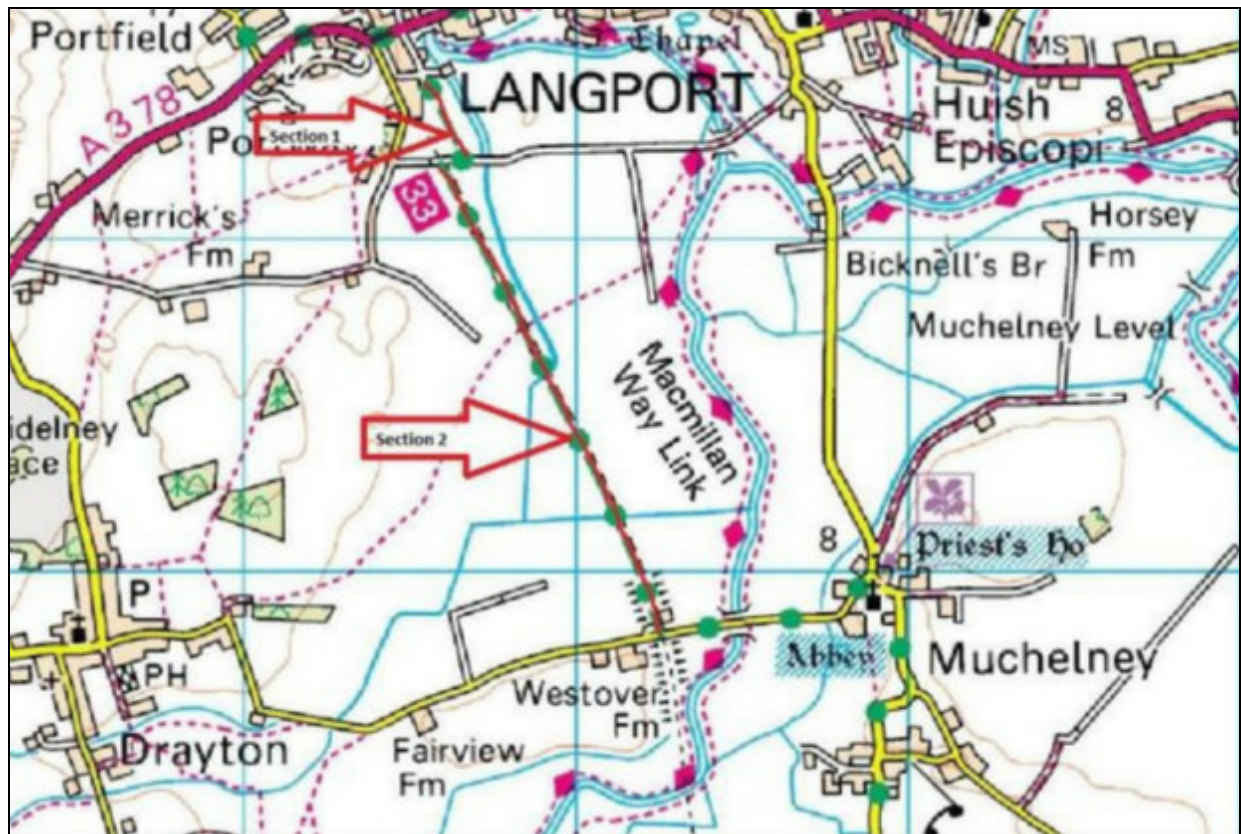 Portfield
Chapel
MS
LANGPORT
Huish
Episcopi
8
A 378
Section 1
33
Merrick's
Fm
Horsey
Fm
Bicknell's Br
Muchelney Level
Macmillan
Way Link
Section 2
8
Priest's Ho
P
Abbey
Muchelney
PH
Westover
Fm
Drayton
Fairview
Fm